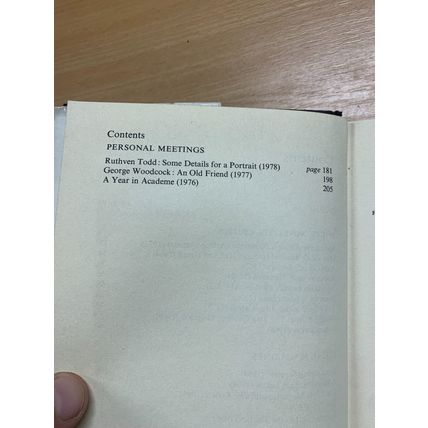 Contents
PERSONAL MEETINGS
Ruthven Todd: Some Details for a Portrait (1978) page 181
George Woodcock: An Old Friend (1977) 198
A Year in Academe (1976) 205